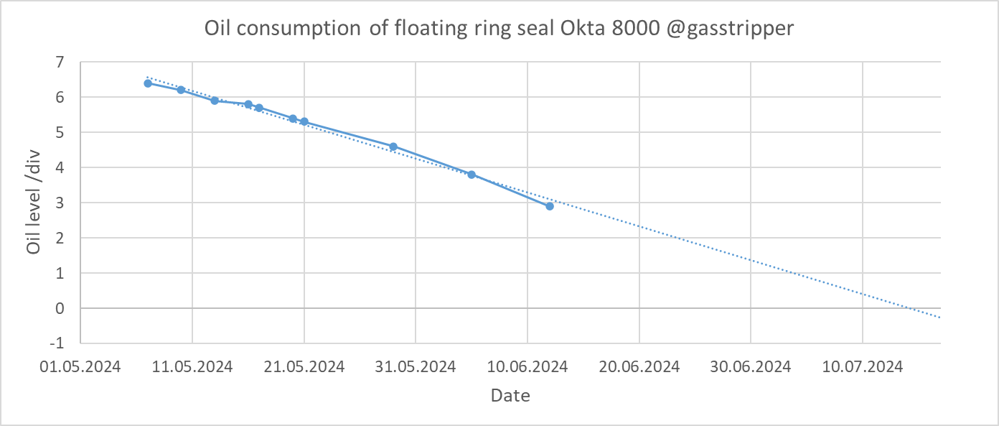 Oil consumption of floating ring seal Okta 8000 @gasstripper
7
6
5
4
3
2
1
0
-1
Oil level /div
01.05.2024 11.05.2024 21.05.2024 31.05.2024 10.06.2024 20.06.2024 30.06.2024 10.07.2024
Date